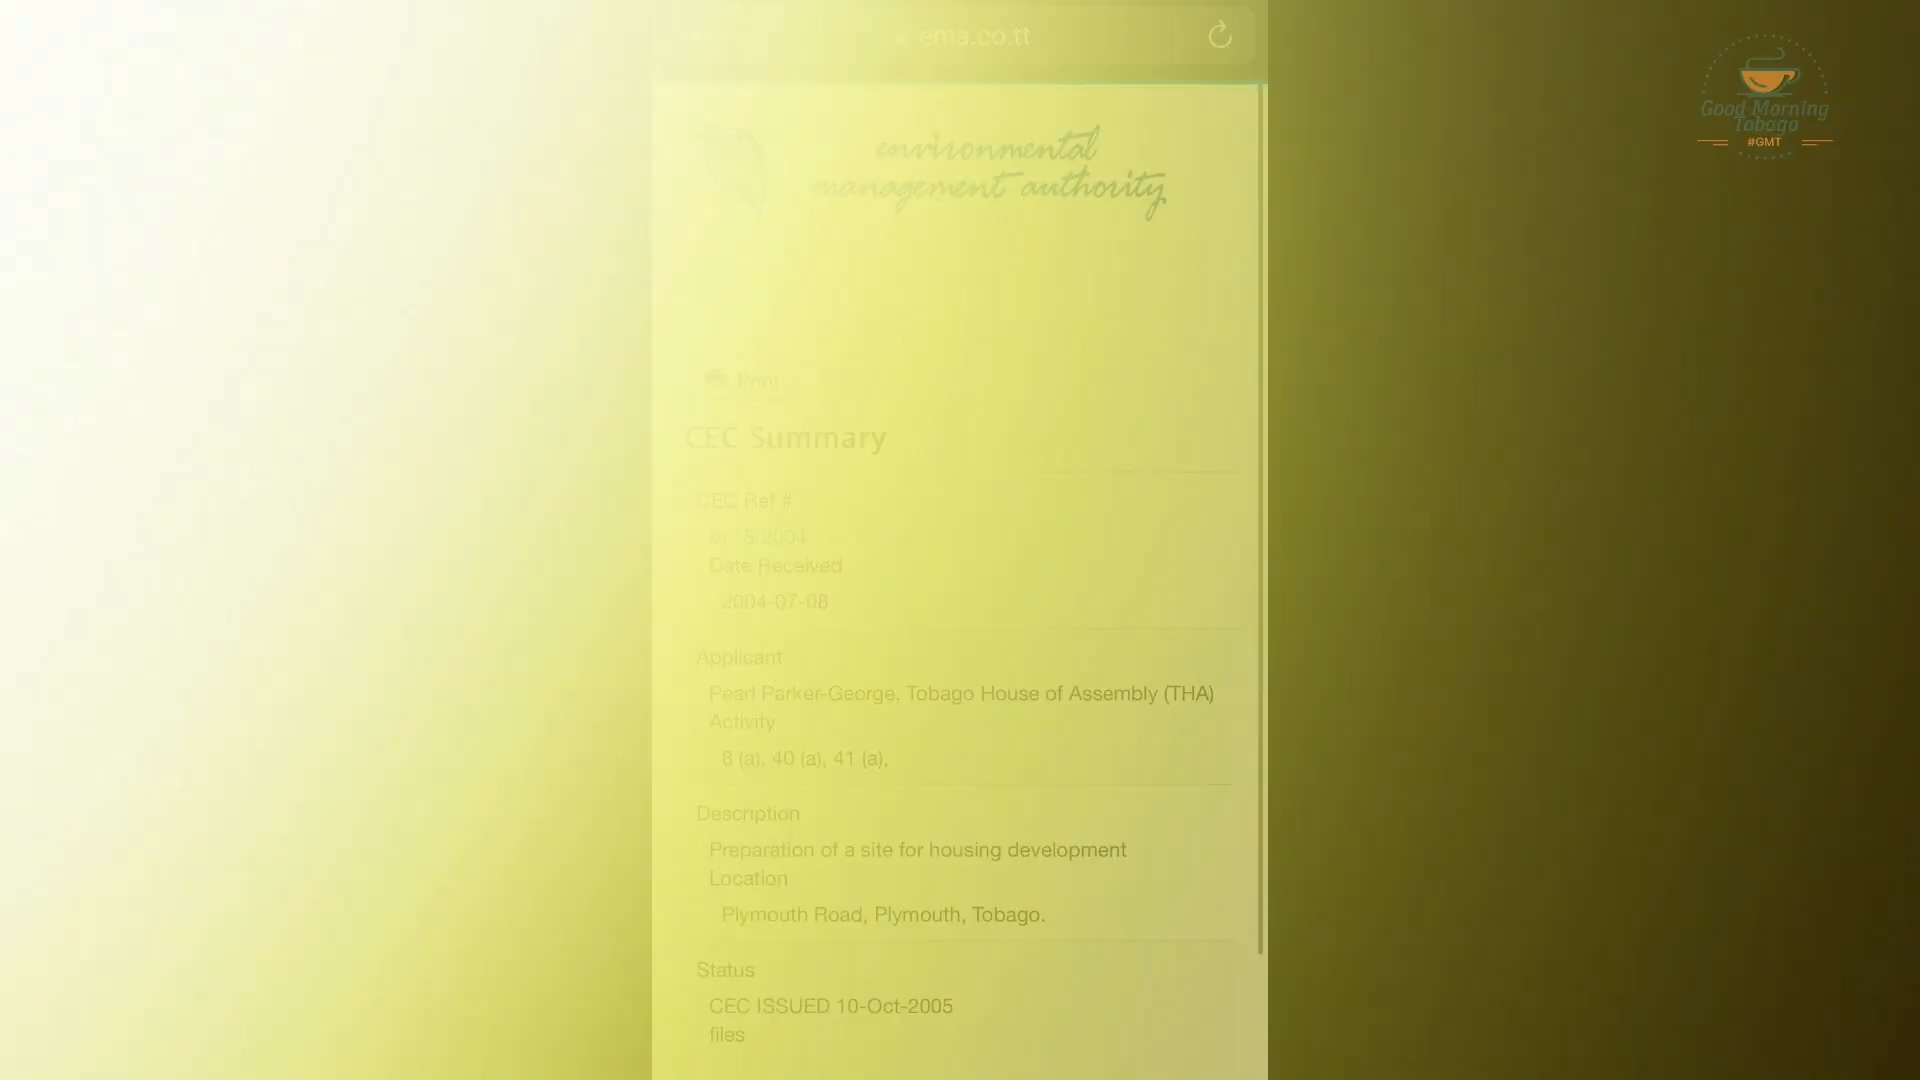 ema.co.tt
Good Morning
Tobago
#GMT
environmental
management authority
Print
CEC Summary
CEC Ref #
Date Received
2004-07-08
Applicant
Pearl Parker-George, Tobago House of Assembly (THA)
Activity
8 (a), 40 (a), 41 (a),
Description
Preparation of a site for housing development
Location
Plymouth Road, Plymouth, Tobago.
Status
CEC ISSUED 10-Oct-2005
files